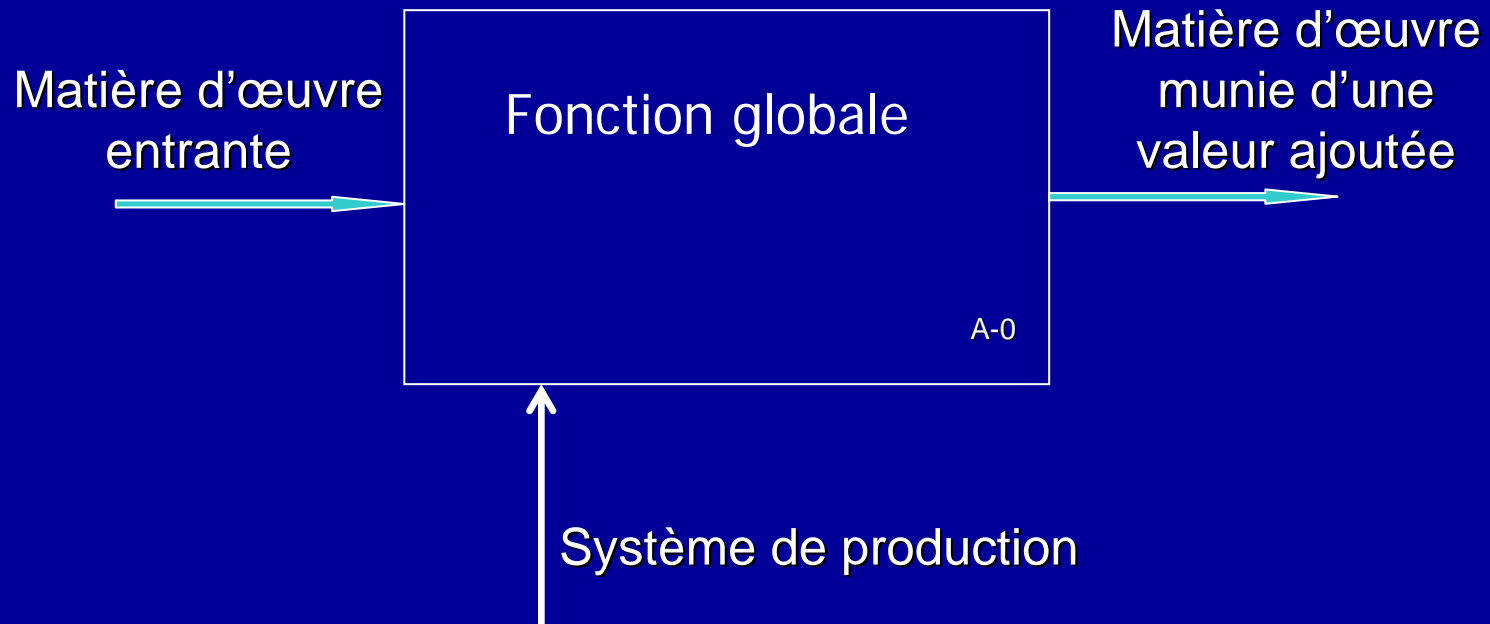 Matière d’œuvre
entrante
Fonction globale
A-0
Matière d’œuvre
munie d’une
valeur ajoutée
Système de production